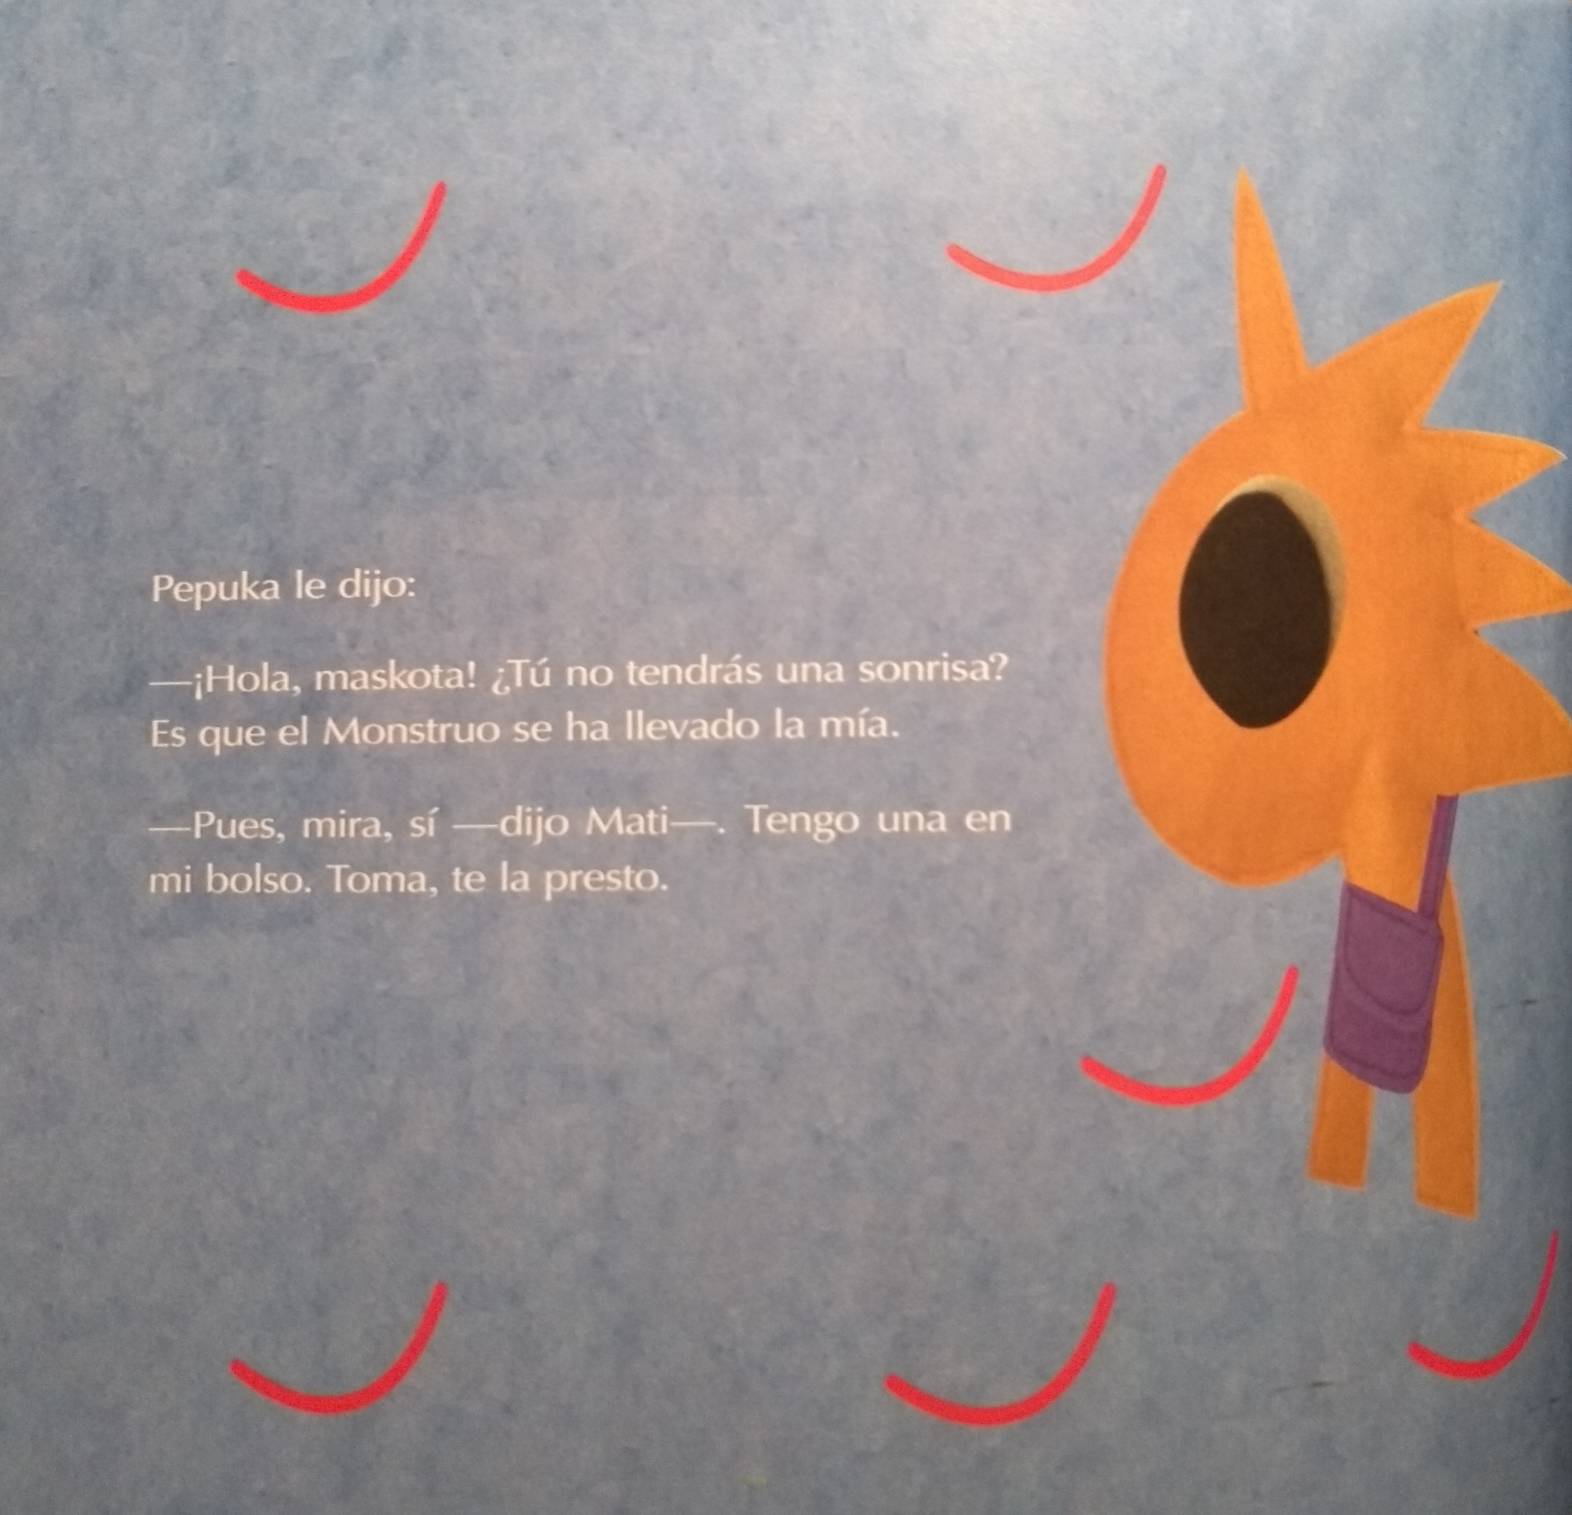 Pepuka le dijo:
—¡Hola, maskota! ¿Tú no tendrás una sonrisa?
Es que el Monstruo se ha llevado la mía.
—Pues, mira, sí —dijo Mati—. Tengo una en
mi bolso. Toma, te la presto.